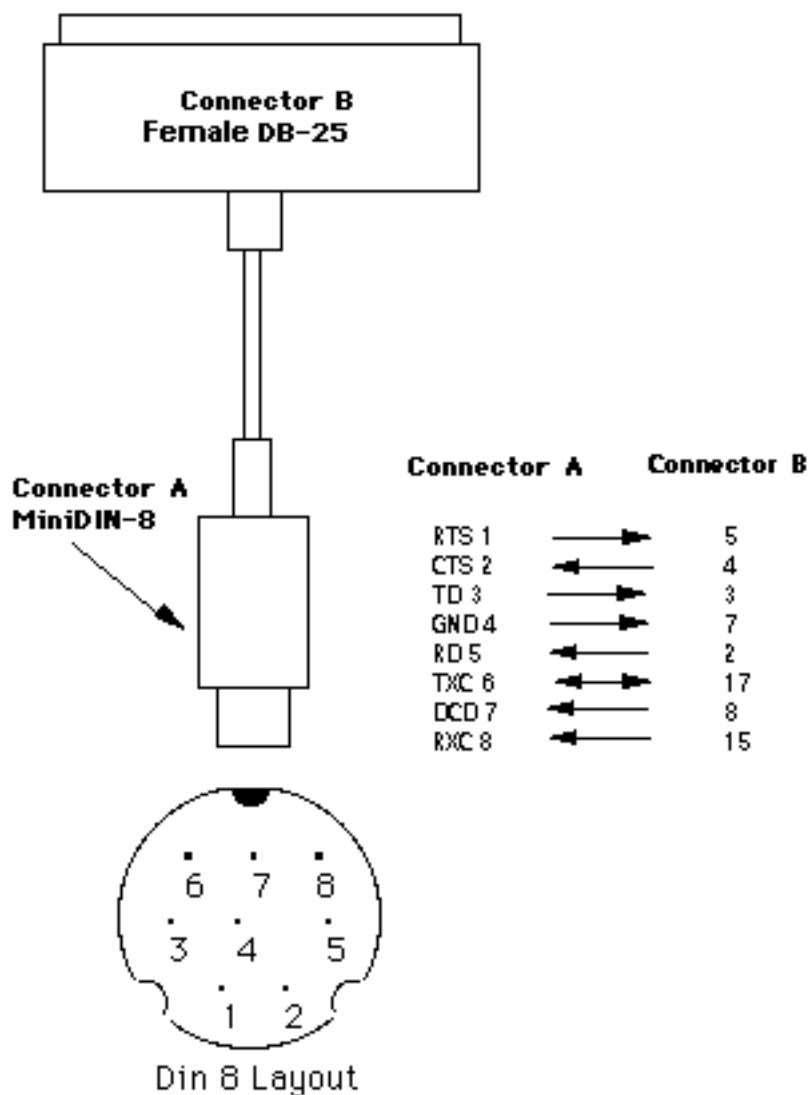 Connector B
Female DB-25
Connector A
MiniDIN-8
Connector A Connector B
RTS 1 5
CTS 2 4
TD 3 3
GND 4 7
RD 5 2
TXC 6 17
DCD 7 8
RXC 8 15
6 7 8
3 4 5
1 2
Din 8 Layout